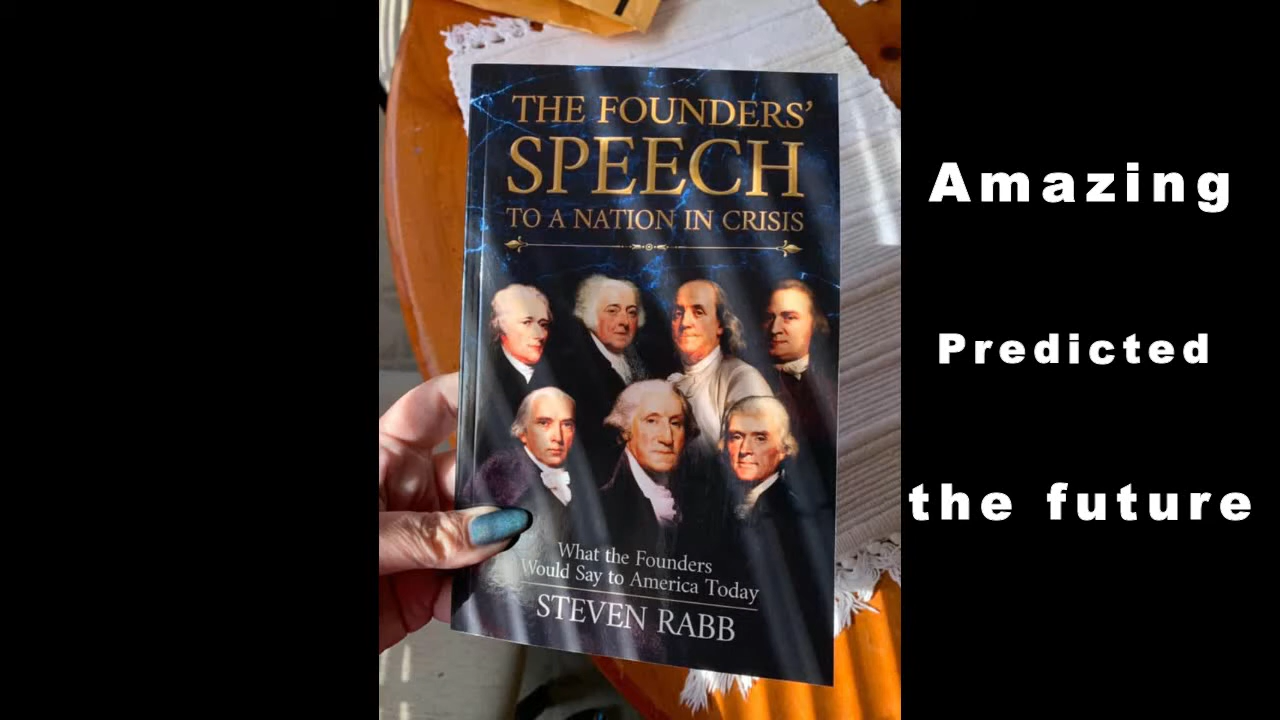 THE FOUNDERS'
SPEECH
TO A NATION IN CRISIS
What the Founders
Would Say to America Today
STEVEN RABB
Amazing
Predicted
the future